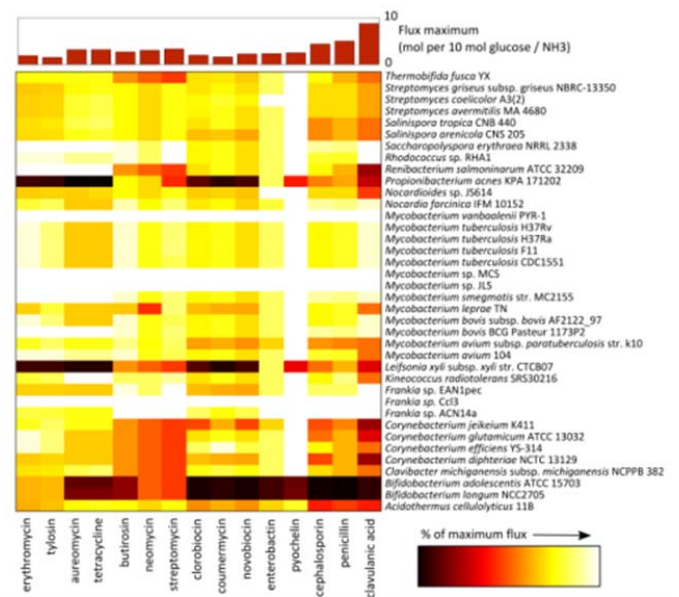 10
Flux maximum
(mol per 10 mol glucose / NH3)
0
Thermobifida fusca YX
Streptomyces griseus subsp. griseus NBRC-13350
Streptomyces coelicolor A3(2)
Streptomyces avermitilis MA 4680
Salinispora tropica CNB 440
Salinispora arenicola CNS 205
Saccharopolyspora erythraea NRRL 2338
Rhodococcus sp. RHA1
Renibacterium salmoninarum ATCC 32209
Propionibacterium acnes KPA 171202
Nocardioides sp. JS614
Nocardia farcinica IFM 10152
Mycobacterium vanbaalenii PYR-1
Mycobacterium tuberculosis H37Rv
Mycobacterium tuberculosis H37Ra
Mycobacterium tuberculosis F11
Mycobacterium tuberculosis CDC1551
Mycobacterium sp. MCS
Mycobacterium sp. JLS
Mycobacterium smegmatis str. MC2155
Mycobacterium leprae TN
Mycobacterium bovis subsp. bovis AF2122_97
Mycobacterium bovis BCG Pasteur 1173P2
Mycobacterium avium subsp. paratuberculosis str. k10
Mycobacterium avium 104
Leifsonia xyli subsp. xyli str. CTCB07
Kineococcus radiotolerans SRS30216
Frankia sp. EAN1pec
Frankia sp. CcI3
Frankia sp. ACN14a
Corynebacterium jeikeium K411
Corynebacterium glutamicum ATCC 13032
Corynebacterium efficiens YS-314
Corynebacterium diphteriae NCTC 13129
Clavibacter michiganensis subsp. michiganensis NCPPB 382
Bifidobacterium adolescentis ATCC 15703
Bifidobacterium longum NCC2705
Acidothermus cellulolyticus 11B
erythromycin
tylosin
aureomycin
tetracycline
butirosin
neomycin
streptomycin
clorobiocin
coumermycin
novobiocin
enterobactin
pyochelin
cephalosporin
penicillin
clavulanic acid
% of maximum flux